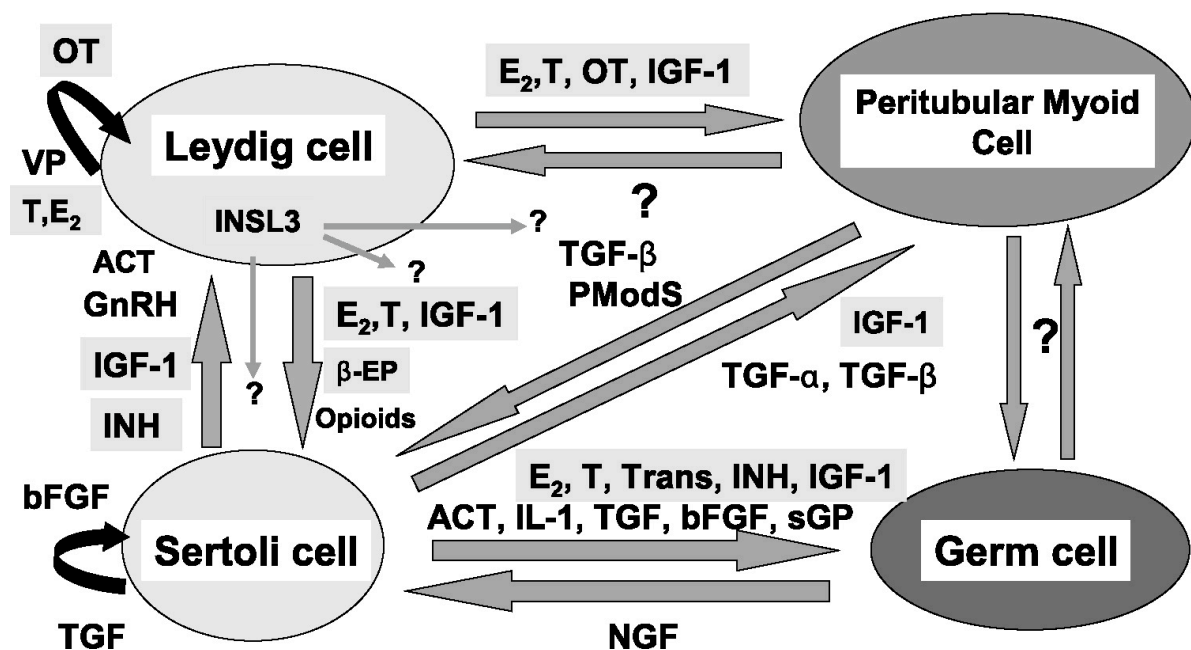 OT
E₂,T, OT, IGF-1
Peritubular Myoid
Cell
Leydig cell
VP
T,E₂
INSL3
?
?
?
?
ACT
GnRH
TGF-β
PModS
E₂,T, IGF-1
IGF-1
β-EP
IGF-1
?
TGF-α, TGF-β
INH
Opioids
E₂, T, Trans, INH, IGF-1
bFGF
ACT, IL-1, TGF, bFGF, sGP
Sertoli cell
Germ cell
TGF
NGF